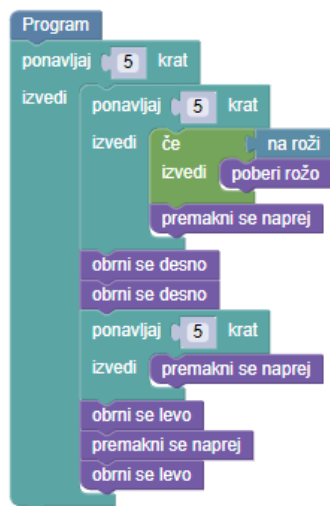 Program
ponavljaj 5 krat
izvedi ponavljaj 5 krat
izvedi če na roži
izvedi poberi rožo
premakni se naprej
obrni se desno
obrni se desno
ponavljaj 5 krat
izvedi premakni se naprej
obrni se levo
premakni se naprej
obrni se levo